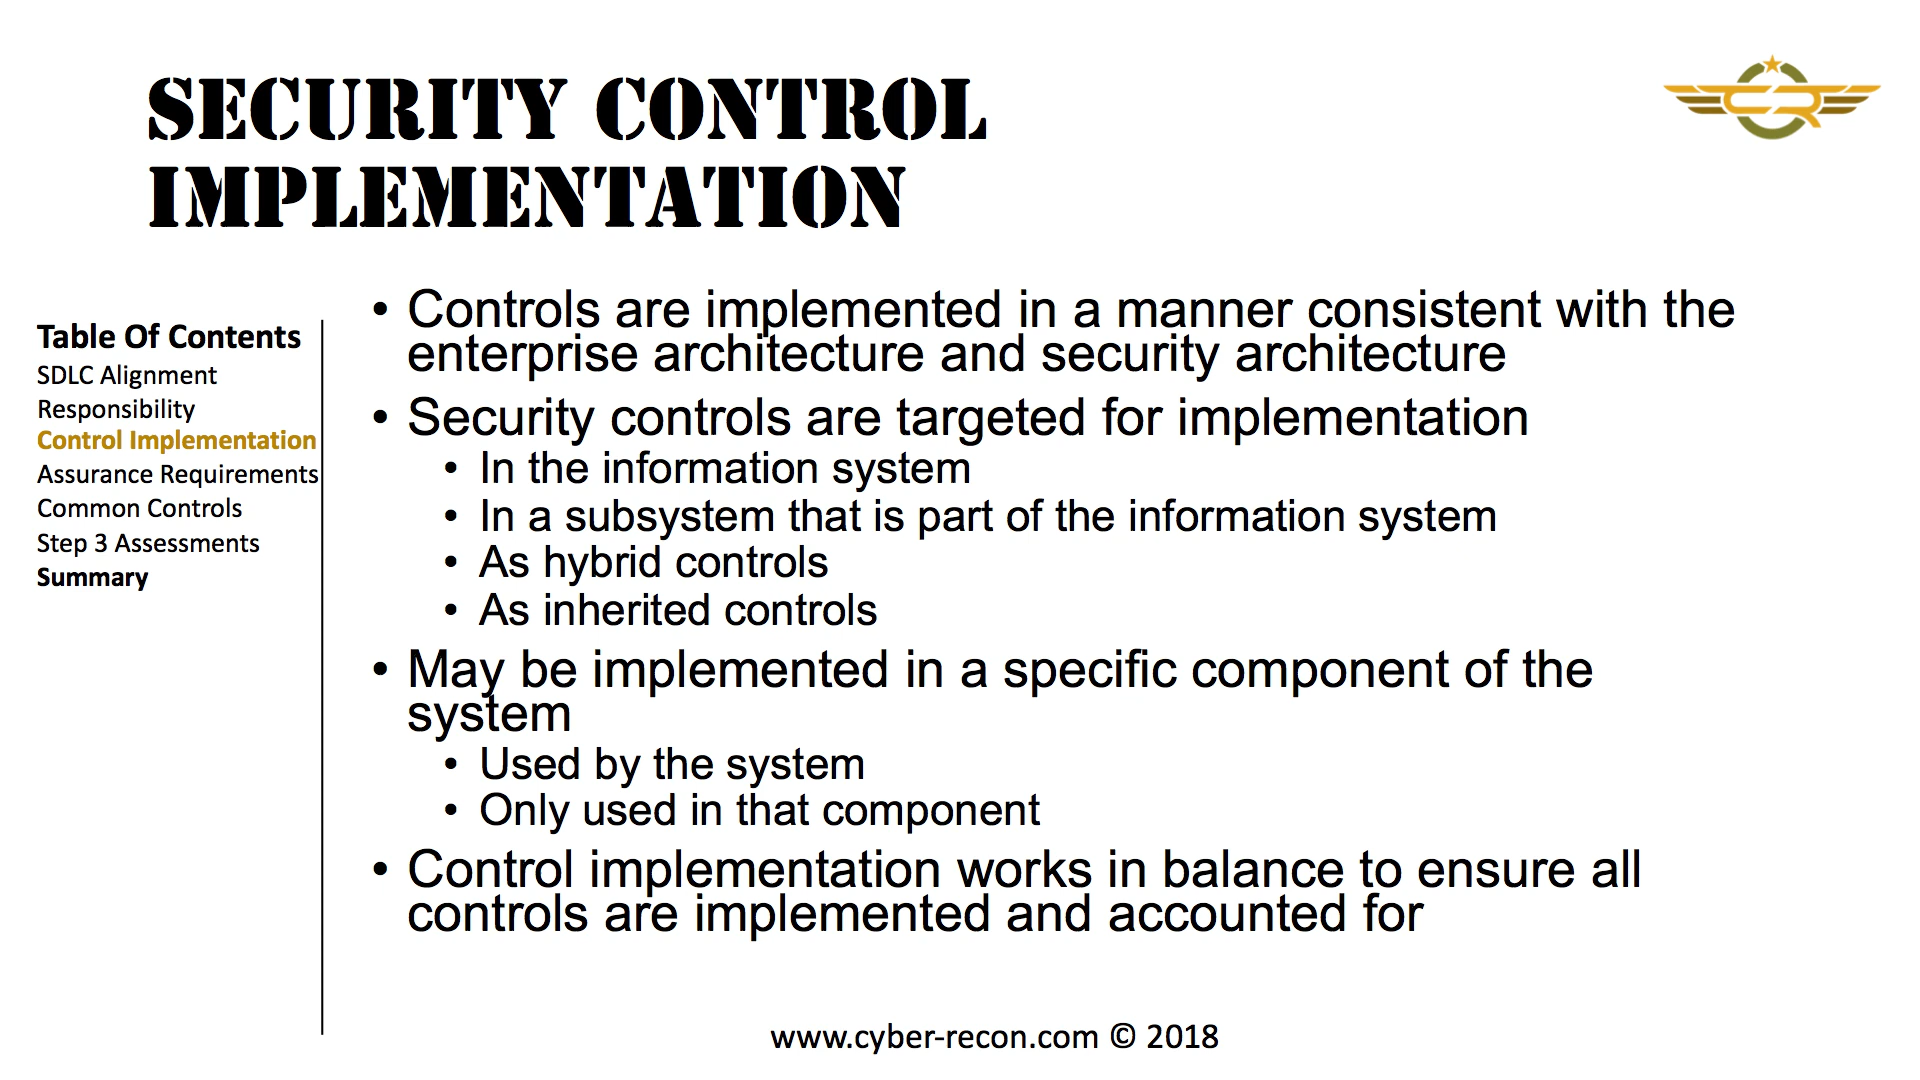 SECURITY CONTROL
IMPLEMENTATION
CR
Table Of Contents
SDLC Alignment
Responsibility
Control Implementation
Assurance Requirements
Common Controls
Step 3 Assessments
Summary
• Controls are implemented in a manner consistent with the
enterprise architecture and security architecture
• Security controls are targeted for implementation
• In the information system
• In a subsystem that is part of the information system
• As hybrid controls
• As inherited controls
• May be implemented in a specific component of the
system
• Used by the system
• Only used in that component
• Control implementation works in balance to ensure all
controls are implemented and accounted for
www.cyber-recon.com © 2018